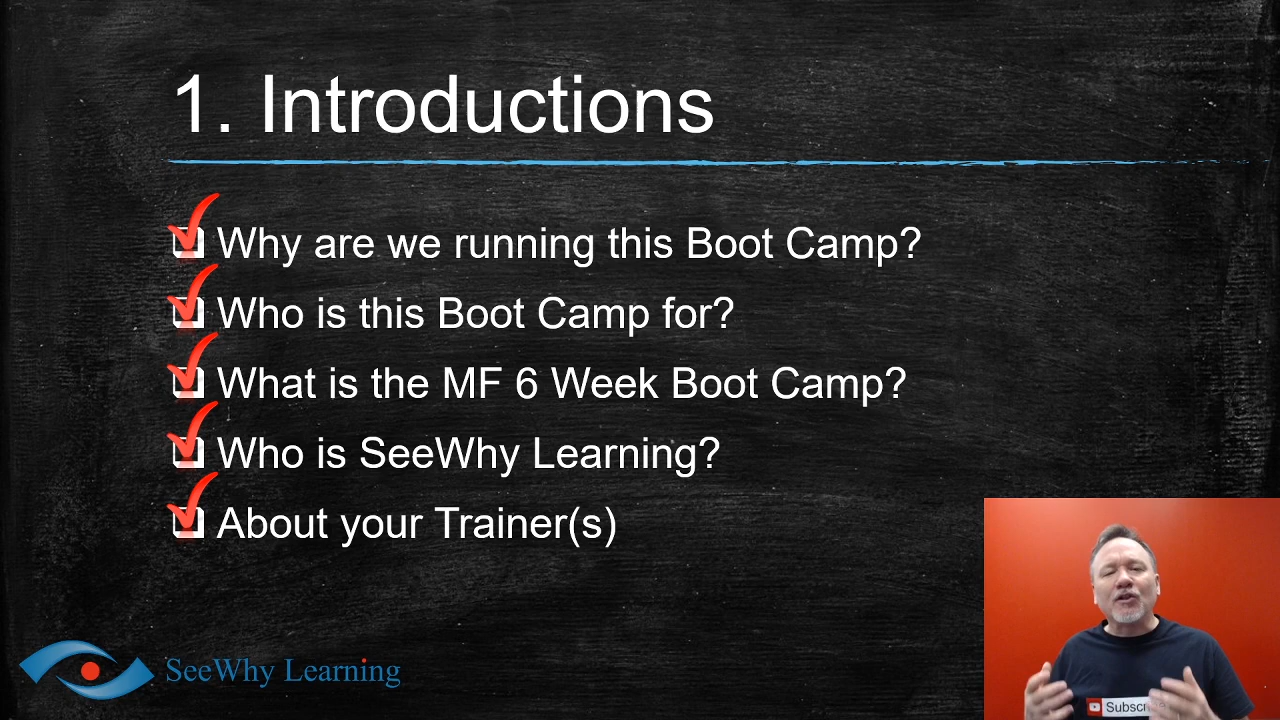 1. Introductions
Why are we running this Boot Camp?
Who is this Boot Camp for?
What is the MF 6 Week Boot Camp?
Who is SeeWhy Learning?
About your Trainer(s)
SeeWhy Learning